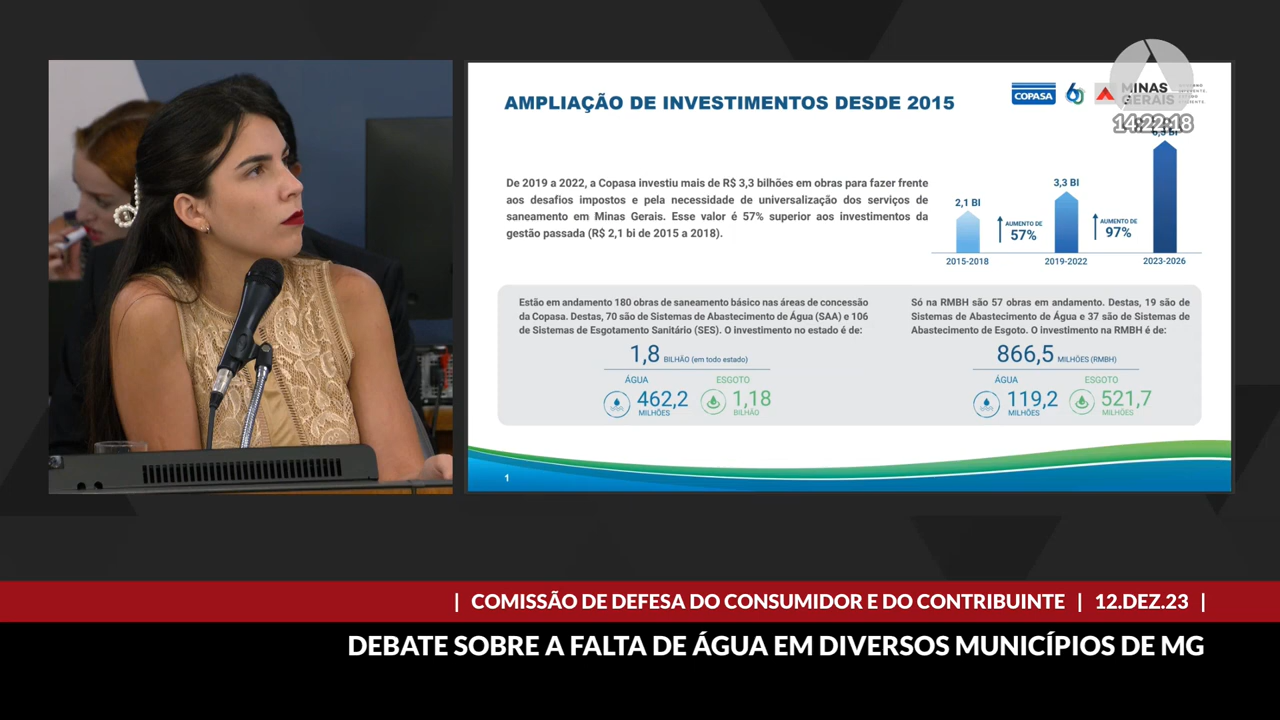 AMPLIAÇÃO DE INVESTIMENTOS DESDE 2015
COPASA
MINAS GERAIS
14:22:18
De 2019 a 2022, a Copasa investiu mais de R$ 3,3 bilhões em obras para fazer frente
aos desafios impostos e pela necessidade de universalização dos serviços de
saneamento em Minas Gerais. Esse valor é 57% superior aos investimentos da
gestão passada (R$ 2,1 bi de 2015 a 2018).
2,1 BI
AUMENTO DE
57%
3,3 BI
AUMENTO DE
97%
2015-2018
2019-2022
2023-2026
Estão em andamento 180 obras de saneamento básico nas áreas de concessão
da Copasa. Destas, 70 são de Sistemas de Abastecimento de Água (SAA) e 106
de Sistemas de Esgotamento Sanitário (SES). O investimento no estado é de:
1,8 BILHÃO (em todo estado)
ÁGUA
462,2
MILHÕES
ESGOTO
1,18
BILHÃO
Só na RMBH são 57 obras em andamento. Destas, 19 são de
Sistemas de Abastecimento de Água e 37 são de Sistemas de
Abastecimento de Esgoto. O investimento na RMBH é de:
866,5 MILHÕES (RMBH)
ÁGUA
119,2
MILHÕES
ESGOTO
521,7
MILHÕES
1
| COMISSÃO DE DEFESA DO CONSUMIDOR E DO CONTRIBUINTE | 12.DEZ.23 |
DEBATE SOBRE A FALTA DE ÁGUA EM DIVERSOS MUNICÍPIOS DE MG